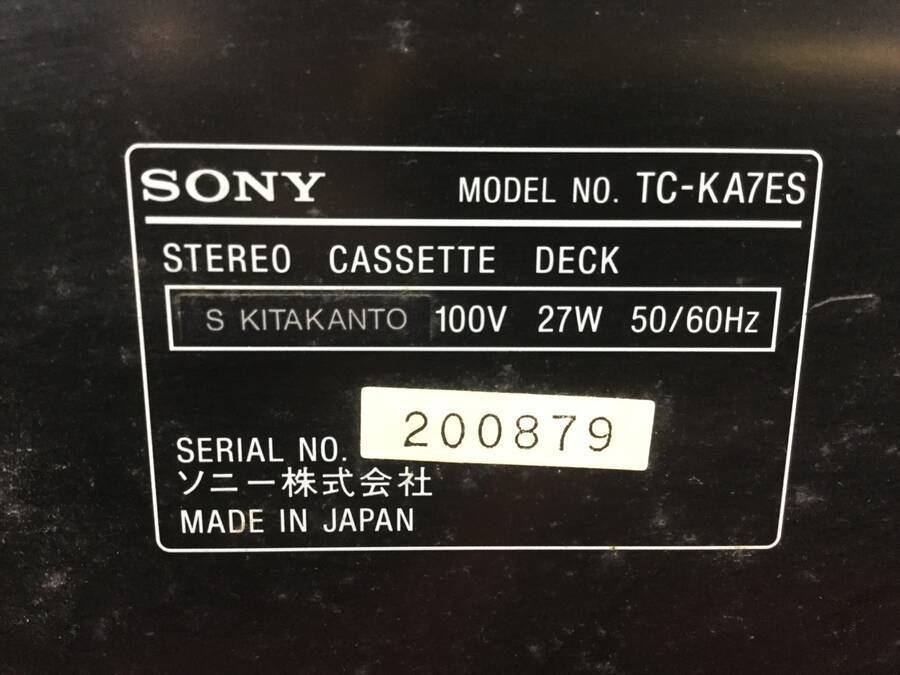 SONY MODEL NO. TC-KA7ES
STEREO CASSETTE DECK
S KITAKANTO 100V 27W 50/60Hz
SERIAL NO. 200879
ソニー株式会社
MADE IN JAPAN